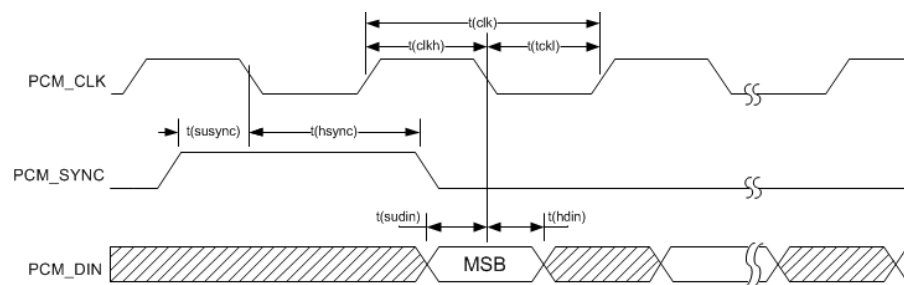 t(clk)
t(clkh)
t(tckl)
PCM_CLK
t(susync)
t(hsync)
PCM_SYNC
t(sudin)
t(hdin)
PCM_DIN
MSB